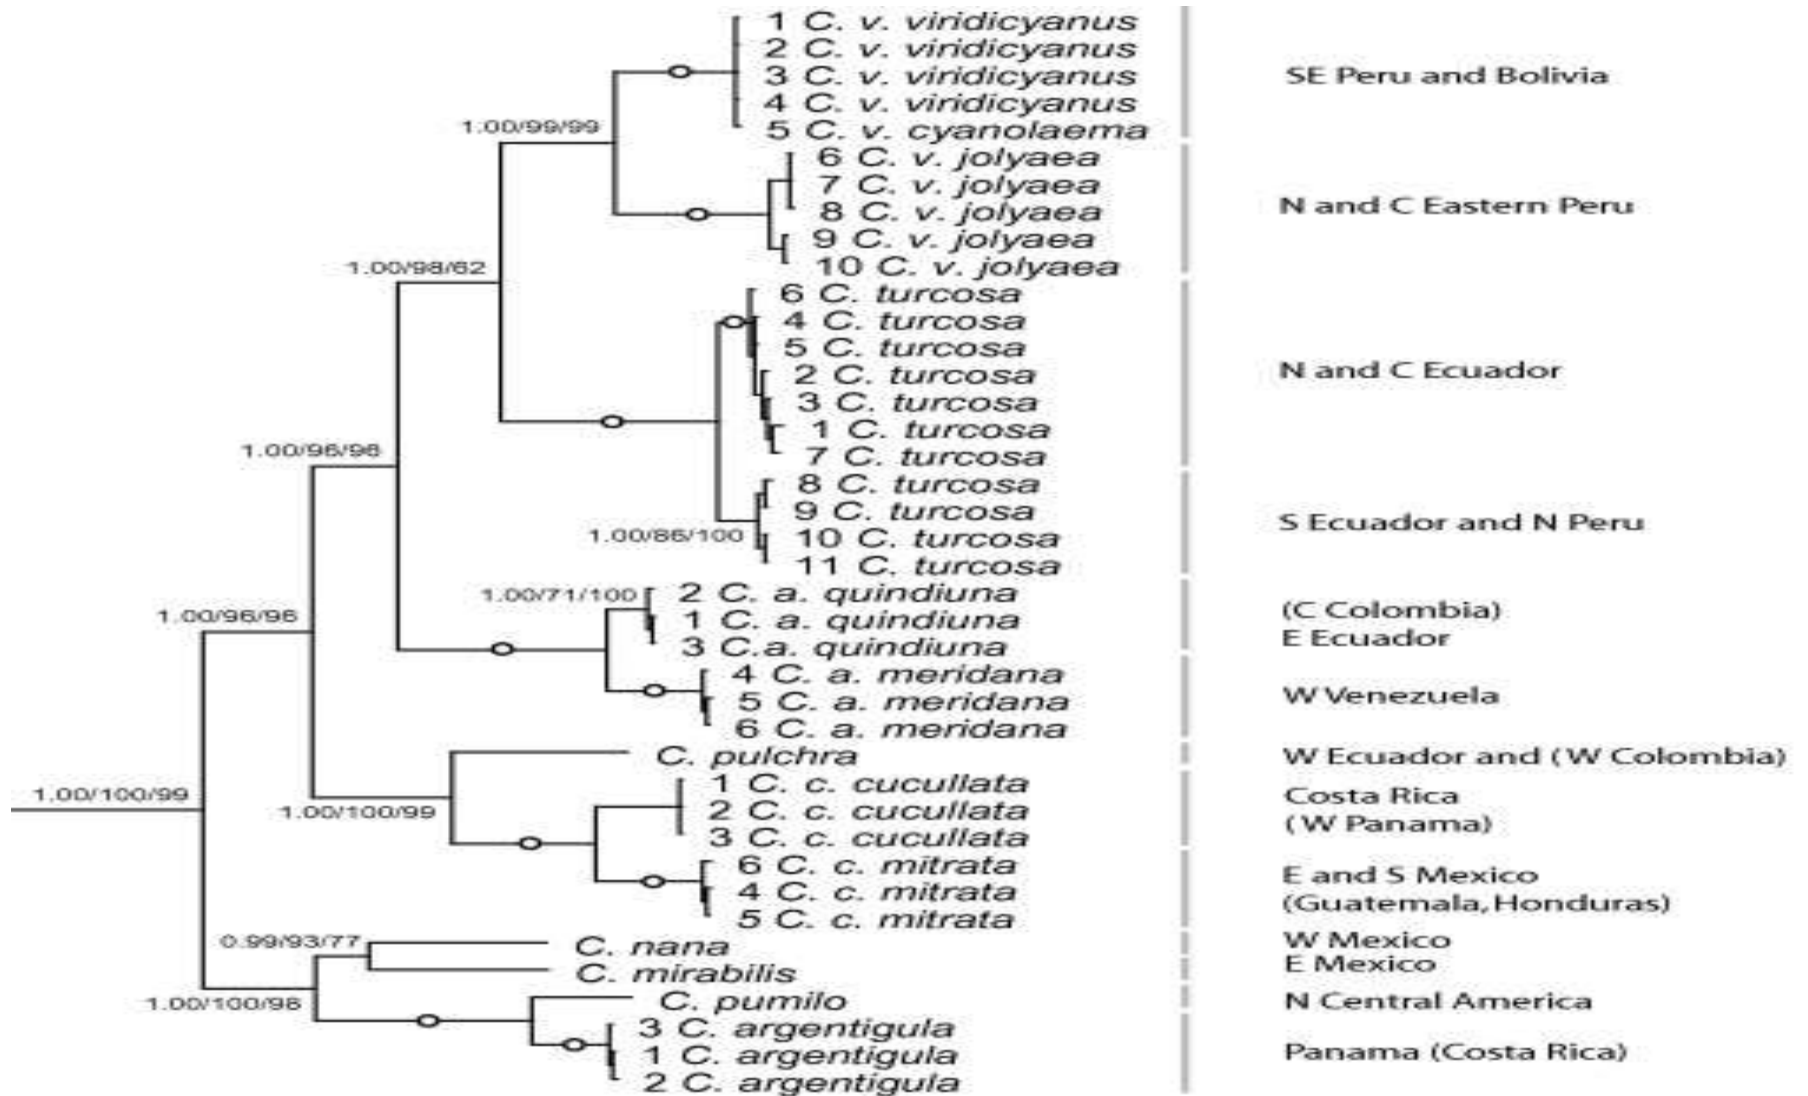 1 C. v. viridicyanus
2 C. v. viridicyanus
3 C. v. viridicyanus
4 C. v. viridicyanus
5 C. v. cyanolaema
SE Peru and Bolivia
1.00/99/99
6 C. v. jolyaea
7 C. v. jolyaea
8 C. v. jolyaea
9 C. v. jolyaea
10 C. v. jolyaea
N and C Eastern Peru
1.00/98/62
6 C. turcosa
4 C. turcosa
5 C. turcosa
2 C. turcosa
3 C. turcosa
1 C. turcosa
7 C. turcosa
N and C Ecuador
1.00/96/96
8 C. turcosa
9 C. turcosa
10 C. turcosa
11 C. turcosa
S Ecuador and N Peru
1.00/86/100
1.00/71/100
2 C. a. quindiuna
1 C. a. quindiuna
3 C.a. quindiuna
(C Colombia)
E Ecuador
1.00/96/96
4 C. a. meridana
5 C. a. meridana
6 C. a. meridana
W Venezuela
C. pulchra
W Ecuador and (W Colombia)
1.00/100/99
1.00/100/99
1 C. c. cucullata
2 C. c. cucullata
3 C. c. cucullata
Costa Rica
(W Panama)
6 C. c. mitrata
4 C. c. mitrata
5 C. c. mitrata
E and S Mexico
(Guatemala, Honduras)
0.99/93/77
C. nana
W Mexico
C. mirabilis
E Mexico
1.00/100/98
C. pumilo
N Central America
3 C. argentigula
1 C. argentigula
2 C. argentigula
Panama (Costa Rica)